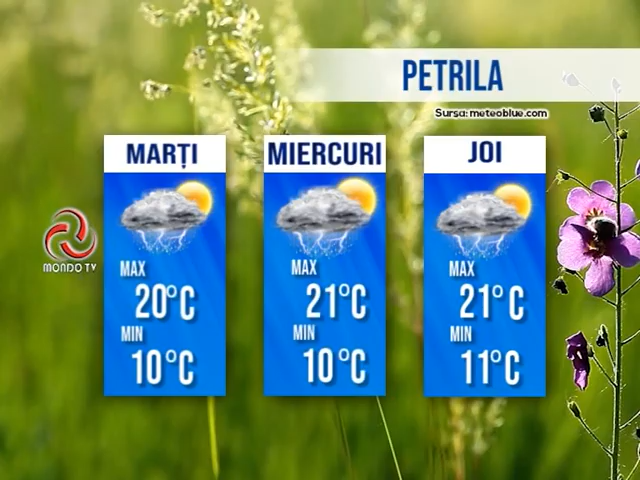 PETRILA
Sursa: meteoblue.com
MARȚI
MAX
20°C
MIN
10°C
MIERCURI
MAX
21°C
MIN
10°C
JOI
MAX
21°C
MIN
11°C
MONDO TV